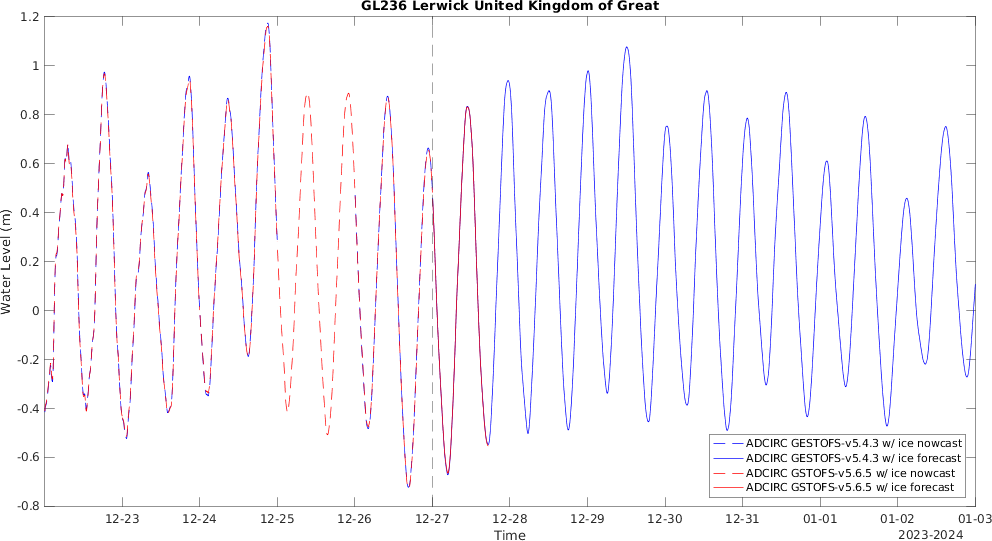 GL236 Lerwick United Kingdom of Great
1.2
1
0.8
0.6
0.4
0.2
0
-0.2
-0.4
-0.6
-0.8
Water Level (m)
ADCIRC GESTOFS-v5.4.3 w/ ice nowcast
ADCIRC GESTOFS-v5.4.3 w/ ice forecast
ADCIRC GSTOFS-v5.6.5 w/ ice nowcast
ADCIRC GSTOFS-v5.6.5 w/ ice forecast
12-23 12-24 12-25 12-26 12-27 12-28 12-29 12-30 12-31 01-01 01-02 01-03
Time
2023-2024